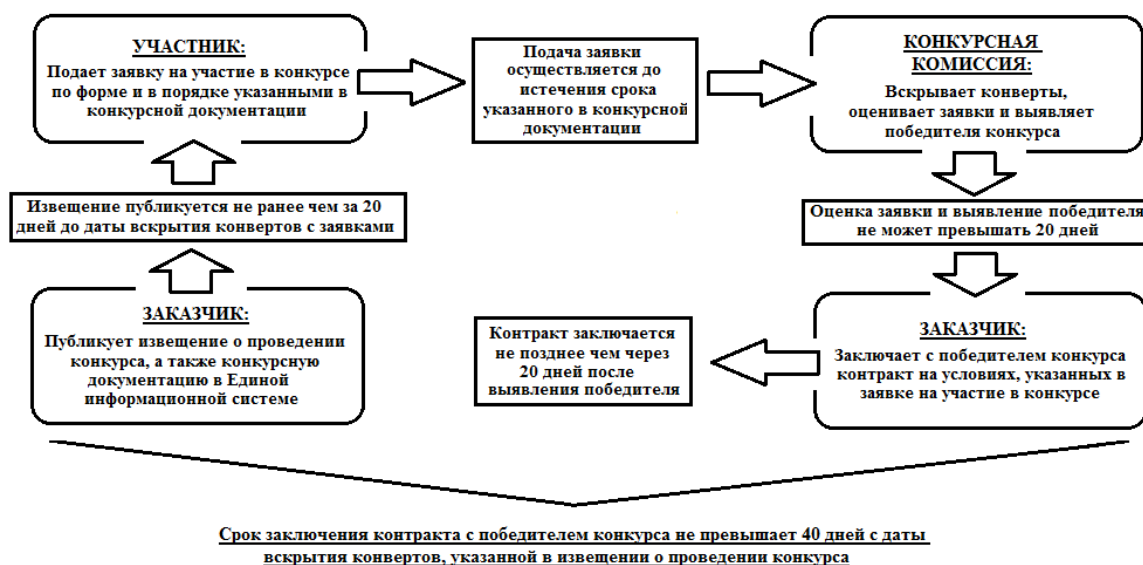 УЧАСТНИК:
Подает заявку на участие в конкурсе
по форме и в порядке указанными в
конкурсной документации
Подача заявки
осуществляется до
истечения срока
указанного в конкурсной
документации
КОНКУРСНАЯ
КОМИССИЯ:
Вскрывает конверты,
оценивает заявки и выявляет
победителя конкурса
Извещение публикуется не ранее чем за 20
дней до даты вскрытия конвертов с заявками
Оценка заявки и выявление победителя
не может превышать 20 дней
ЗАКАЗЧИК:
Публикует извещение о проведении
конкурса, а также конкурсную
документацию в Единой
информационной системе
Контракт заключается
не позднее чем через
20 дней после
выявления победителя
ЗАКАЗЧИК:
Заключает с победителем конкурса
контракт на условиях, указанных в
заявке на участие в конкурсе
Срок заключения контракта с победителем конкурса не превышает 40 дней с даты
вскрытия конвертов, указанной в извещении о проведении конкурса